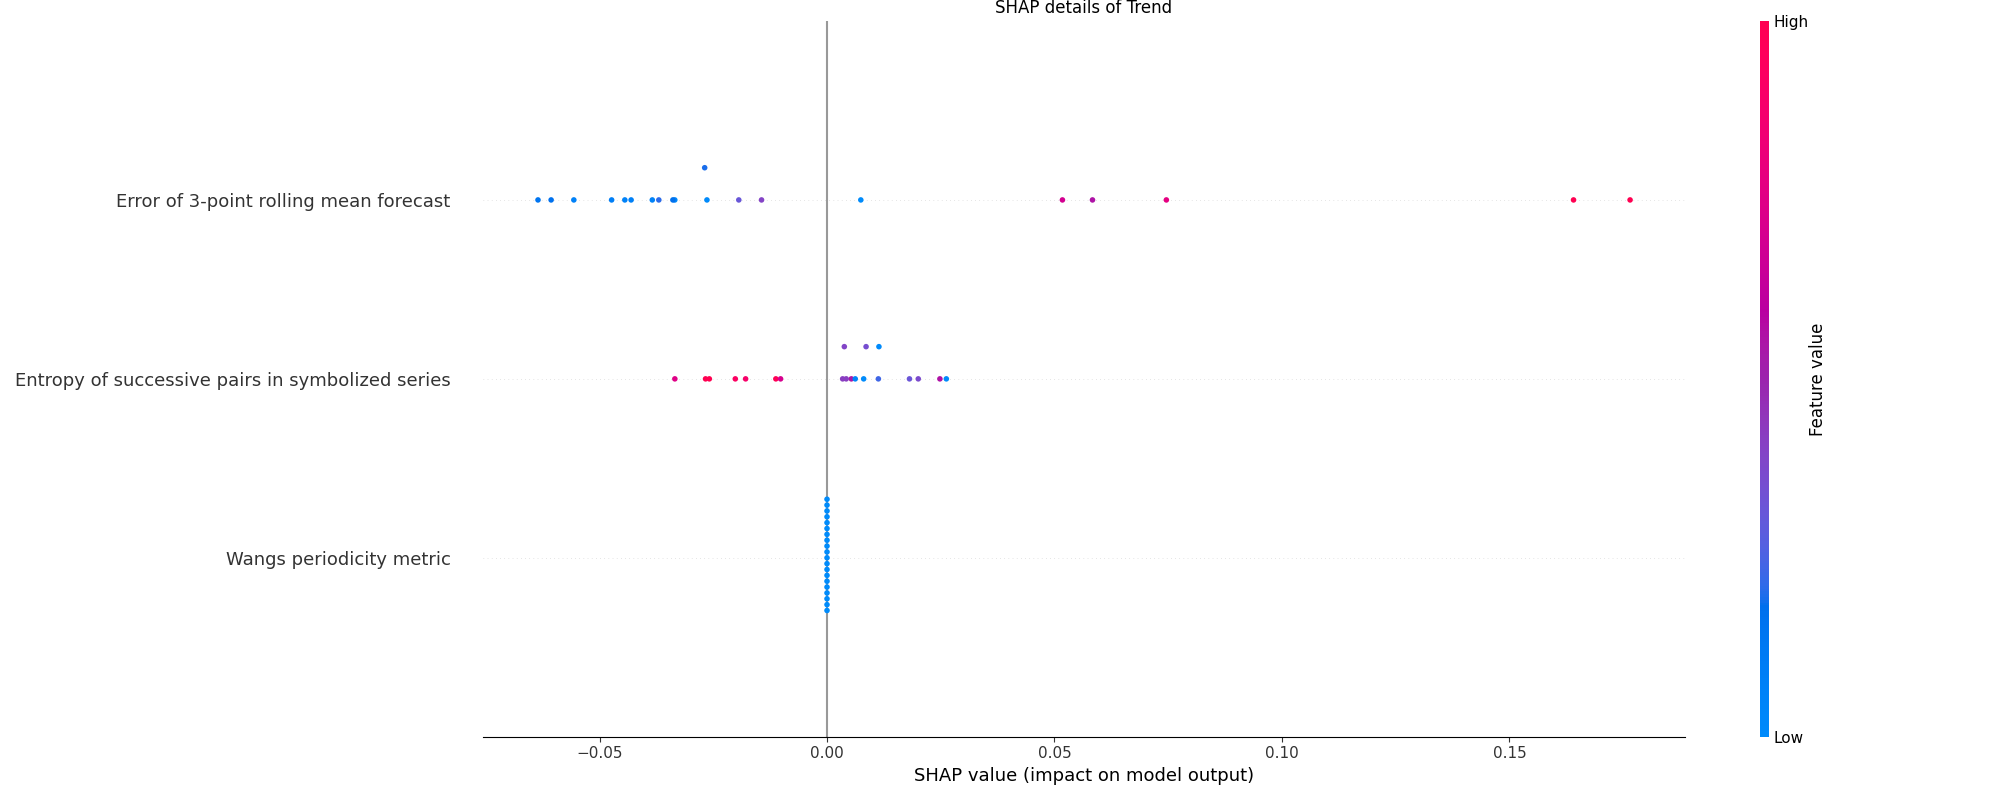 SHAP details of Trend
High
Error of 3-point rolling mean forecast
Entropy of successive pairs in symbolized series
Wangs periodicity metric
Feature value
Low
−0.05
0.00
0.05
0.10
0.15
SHAP value (impact on model output)